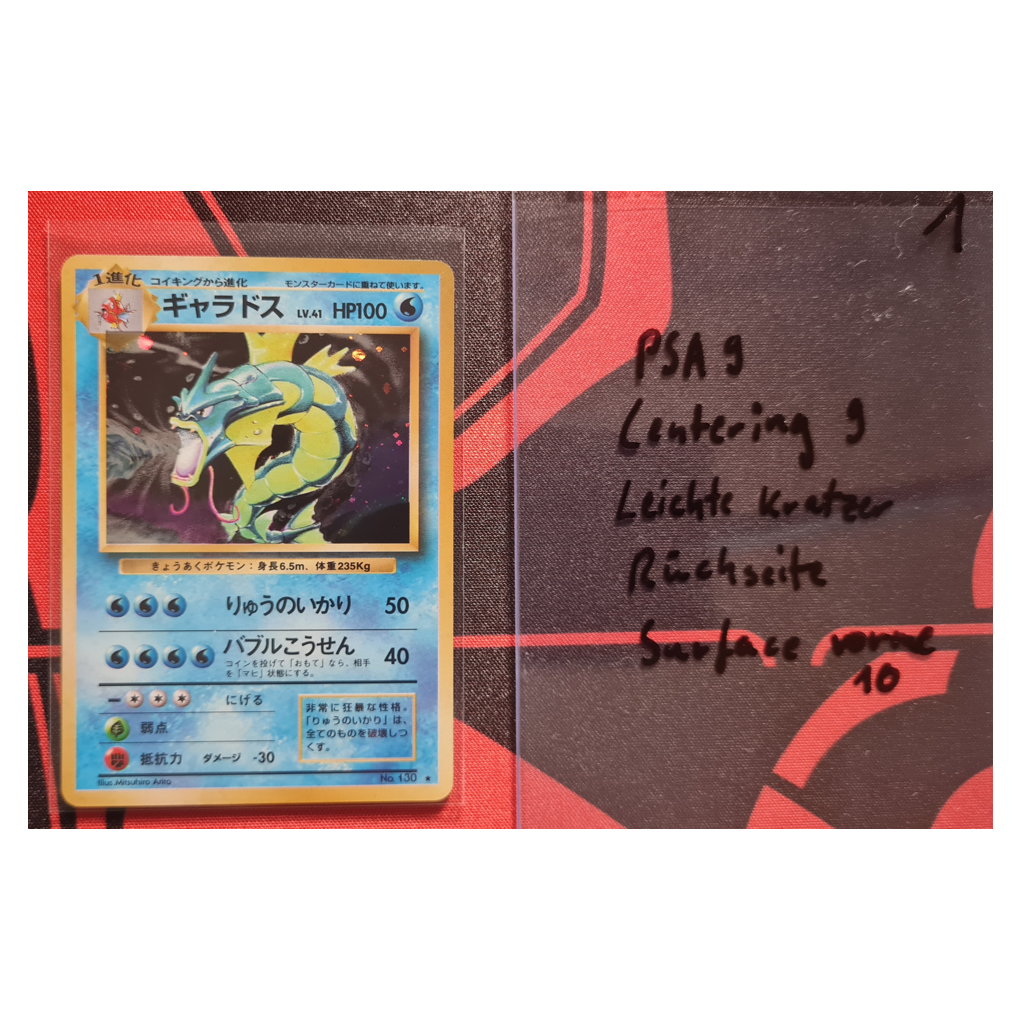 1進化 コイキングから進化 モンスターカードに重ねて使います。
ギャラドス LV.41 HP100
きょうあくポケモン：身長6.5m、体重235Kg
りゅうのいかり 50
バブルこうせん 40
コインを投げて「おもて」なら、相手
を「マヒ」状態にする。
にげる
弱点
抵抗力 ダメージ -30
非常に狂暴な性格。
「りゅうのいかり」は、
全てのものを破壊しつ
くす。
Illus. Mitsuhiro Arita
No. 130 ★
1
PSA 9
Centering 9
Leichte Kratzer
Rückseite
Surface vorne
10